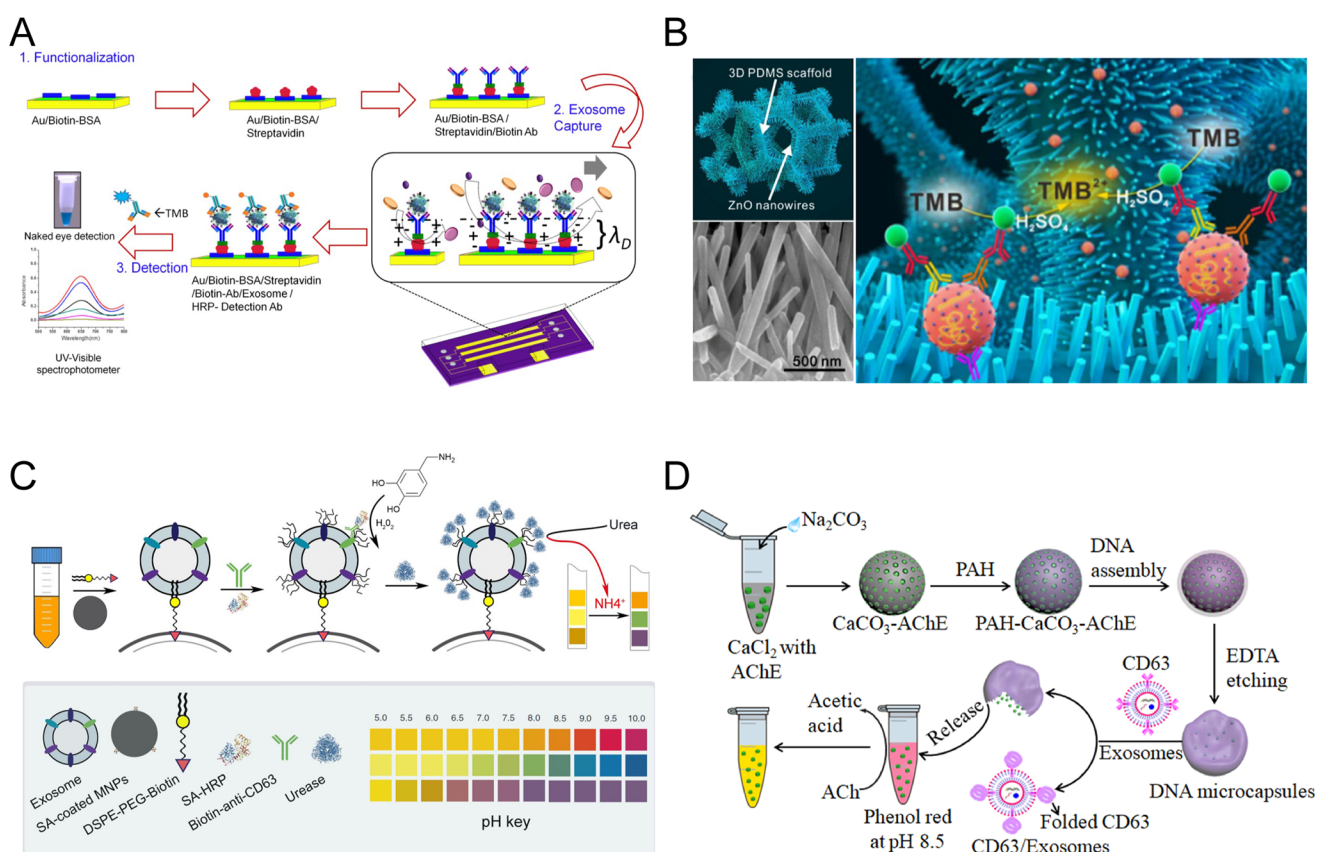 A
1. Functionalization
Au/Biotin-BSA
Au/Biotin-BSA/
Streptavidin
Au/Biotin-BSA /
Streptavidin/Biotin Ab
2. Exosome
Capture
λD
Naked eye detection
←TMB
3. Detection
Au/Biotin-BSA/Streptavidin
/Biotin-Ab/Exosome /
HRP- Detection Ab
Absorbance
Wavelength(nm)
UV-Visible
spectrophotometer
B
3D PDMS scaffold
ZnO nanowires
500 nm
TMB
TMB2+
TMB
H2SO4
H2SO4
C
NH2
HO
OH
H2O2
Urea
NH4+
Exosome
SA-coated MNPs
DSPE-PEG-Biotin
SA-HRP
Biotin-anti-CD63
Urease
5.0 5.5 6.0 6.5 7.0 7.5 8.0 8.5 9.0 9.5 10.0
pH key
D
Na2CO3
CaCl2 with
AChE
CaCO3-AChE
PAH
PAH-CaCO3-AChE
DNA
assembly
EDTA
etching
DNA microcapsules
CD63
Exosomes
Folded CD63
CD63/Exosomes
Release
Phenol red
at pH 8.5
Acetic
acid
ACh